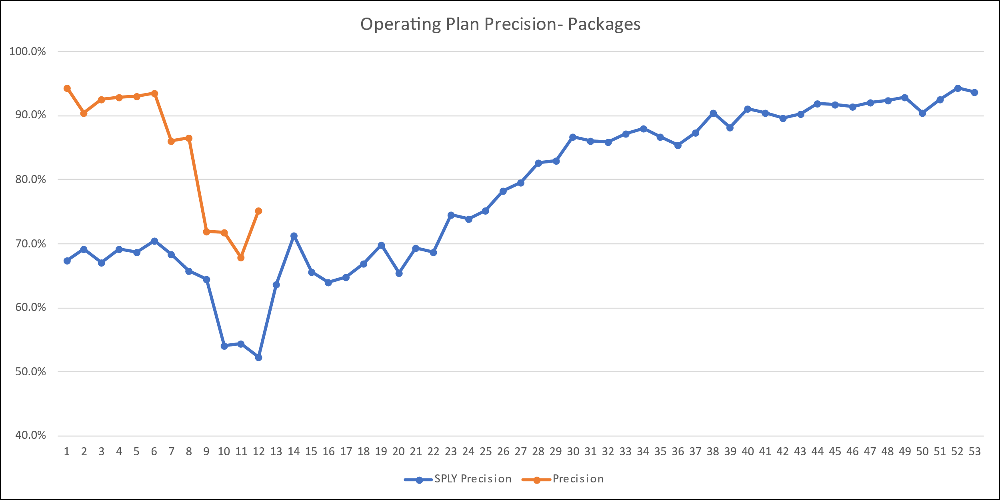 Operating Plan Precision- Packages
100.0%
90.0%
80.0%
70.0%
60.0%
50.0%
40.0%
1 2 3 4 5 6 7 8 9 10 11 12 13 14 15 16 17 18 19 20 21 22 23 24 25 26 27 28 29 30 31 32 33 34 35 36 37 38 39 40 41 42 43 44 45 46 47 48 49 50 51 52 53
SPLY Precision Precision